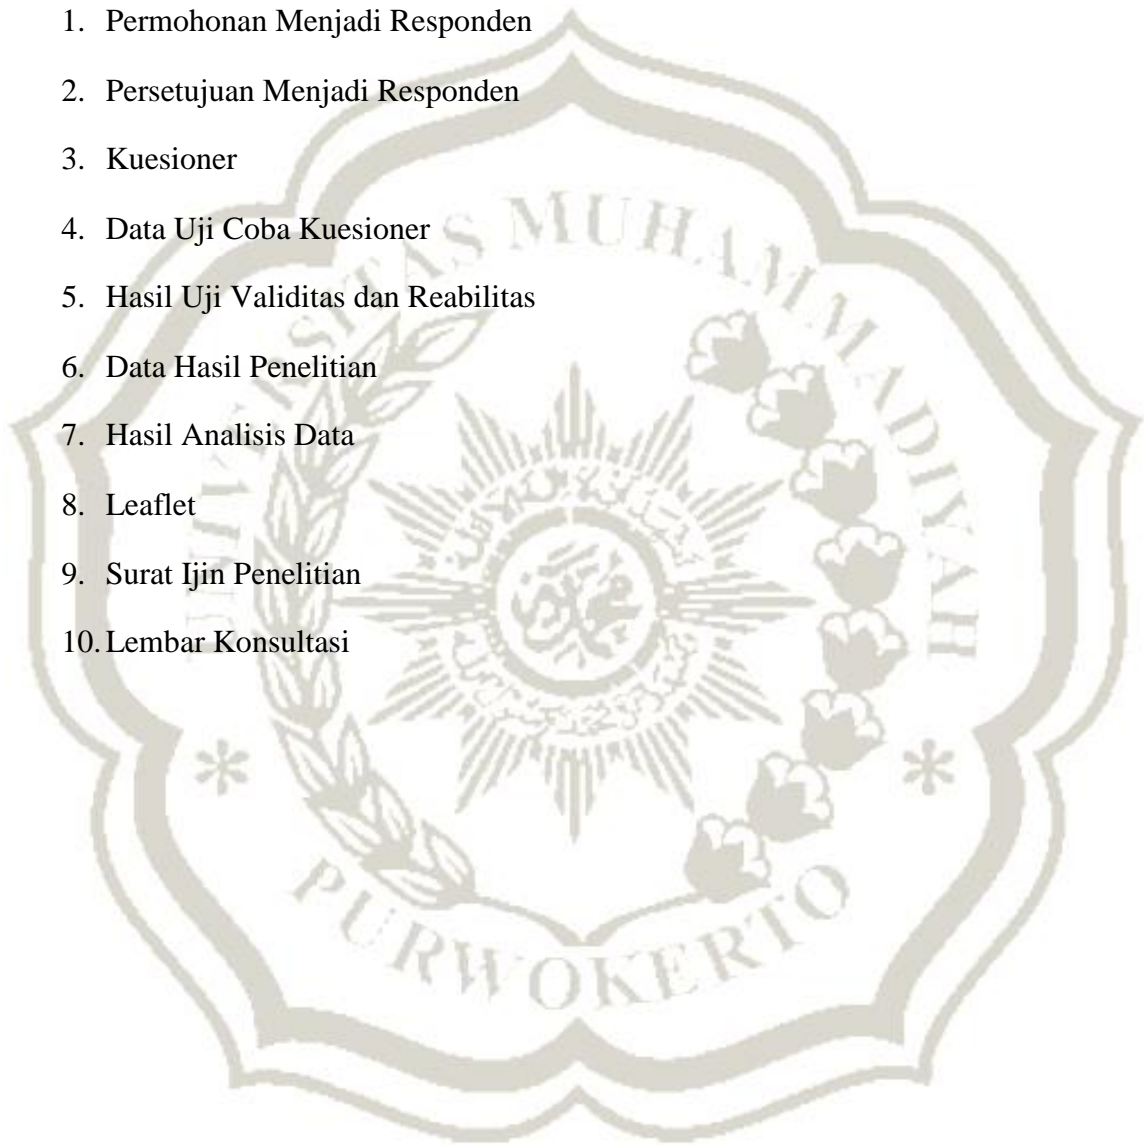 1. Permohonan Menjadi Responden
2. Persetujuan Menjadi Responden
3. Kuesioner
4. Data Uji Coba Kuesioner
5. Hasil Uji Validitas dan Reabilitas
6. Data Hasil Penelitian
7. Hasil Analisis Data
8. Leaflet
9. Surat Ijin Penelitian
10. Lembar Konsultasi
UNIVERSITAS MUHAMMADIYAH
PURWOKERTO